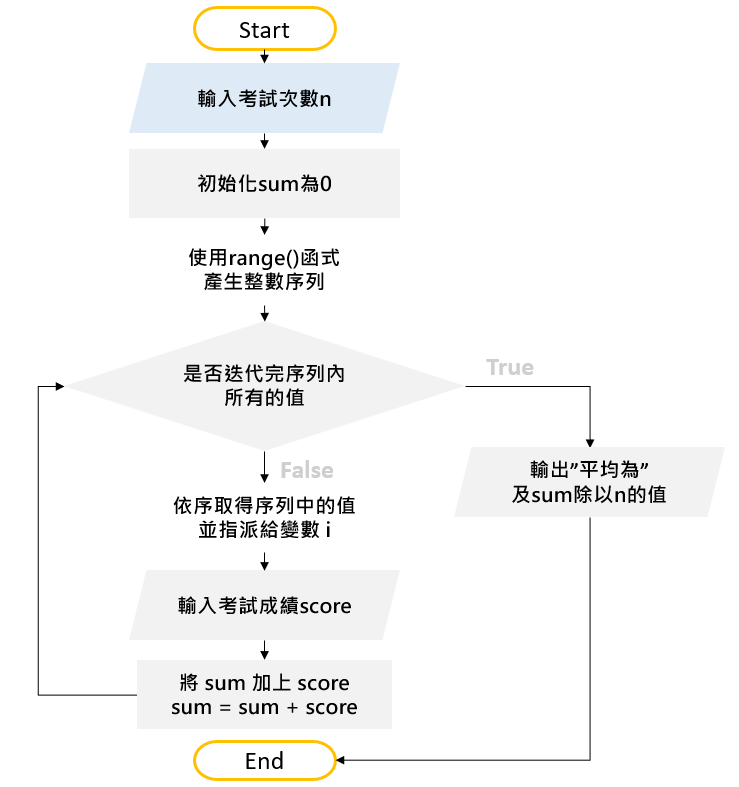 Start
輸入考試次數n
初始化sum為0
使用range()函式
產生整數序列
是否迭代完序列內
所有的值
True
False
輸出”平均為”
及sum除以n的值
依序取得序列中的值
並指派給變數 i
輸入考試成績score
將 sum 加上 score
sum = sum + score
End